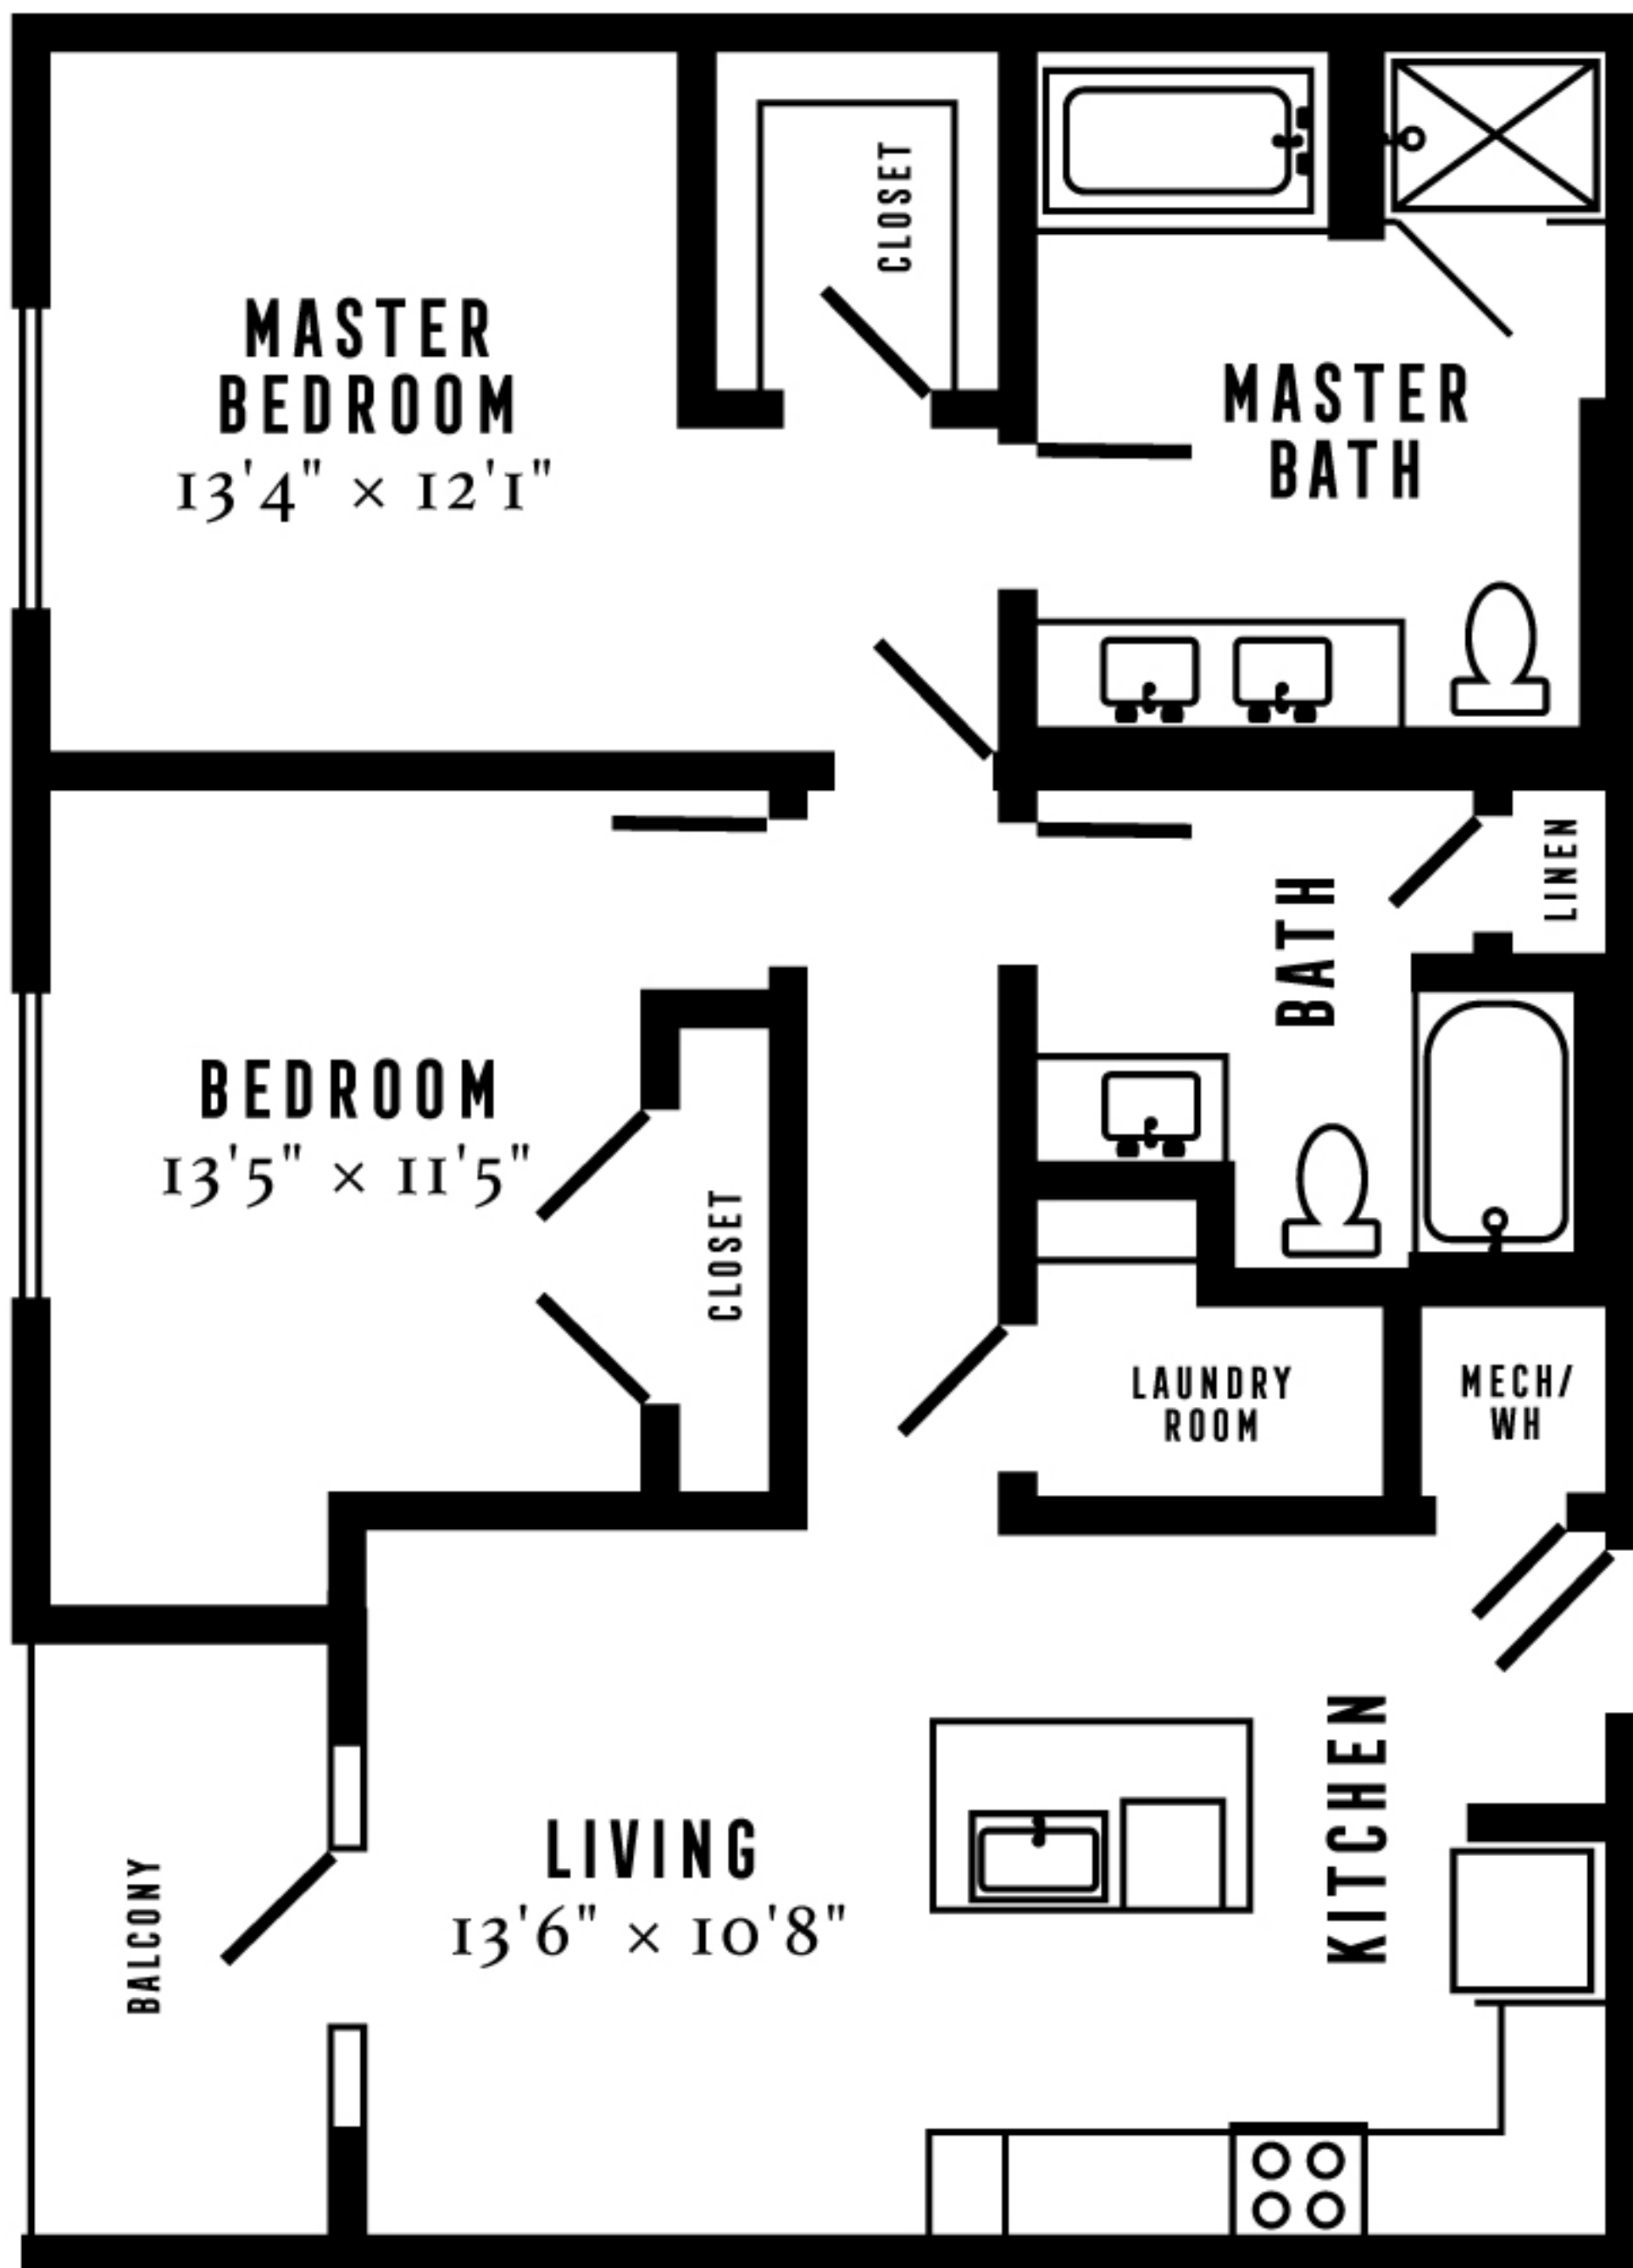 CLOSET
MASTER
BEDROOM
13'4" × 12'1"
MASTER
BATH
LINEN
BATH
BEDROOM
13'5" × 11'5"
CLOSET
LAUNDRY
ROOM
MECH/
WH
KITCHEN
LIVING
13'6" × 10'8"
BALCONY